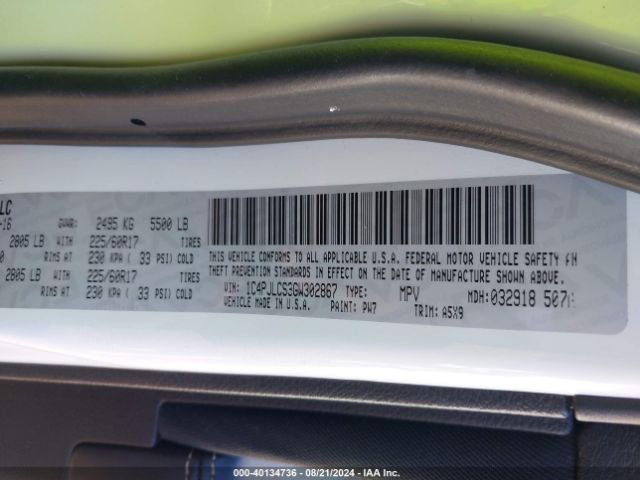 LC
-16 GVWR: 2495 KG 5500 LB
2805 LB WITH 225/60R17 TIRES
RIMS AT 230 KPA ( 33 PSI) COLD
2805 LB WITH 225/60R17 TIRES
RIMS AT 230 KPA ( 33 PSI) COLD
THIS VEHICLE CONFORMS TO ALL APPLICABLE U.S.A. FEDERAL MOTOR VEHICLE SAFETY AN
THEFT PREVENTION STANDARDS IN EFFECT ON THE DATE OF MANUFACTURE SHOWN ABOVE.
VIN: 1C4PJLCS3GW302867 TYPE: MPV MDH: 032918 507
MADE IN U.S.A. PAINT: PW7 TRIM: A5X9
000-40134736 - 08/21/2024 - IAA Inc.